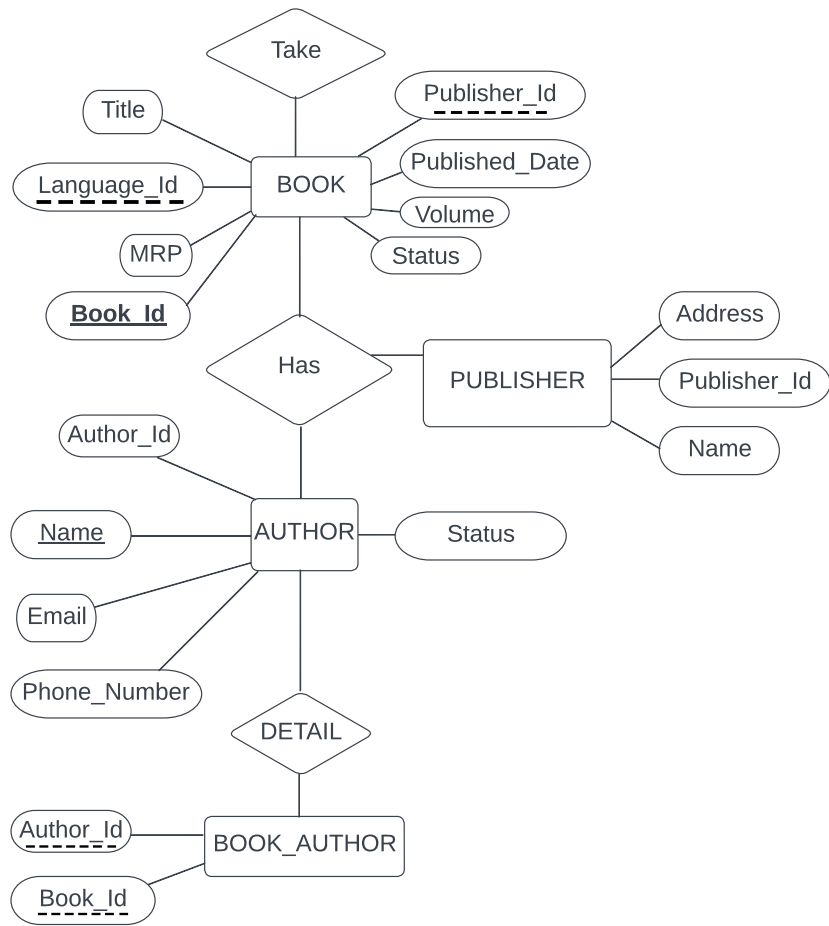 Take
Title
Publisher_Id
Language_Id
BOOK
Published_Date
Volume
MRP
Status
Book_Id
Has
PUBLISHER
Address
Publisher_Id
Name
Author_Id
Name
AUTHOR
Status
Email
Phone_Number
DETAIL
Author_Id
BOOK_AUTHOR
Book_Id